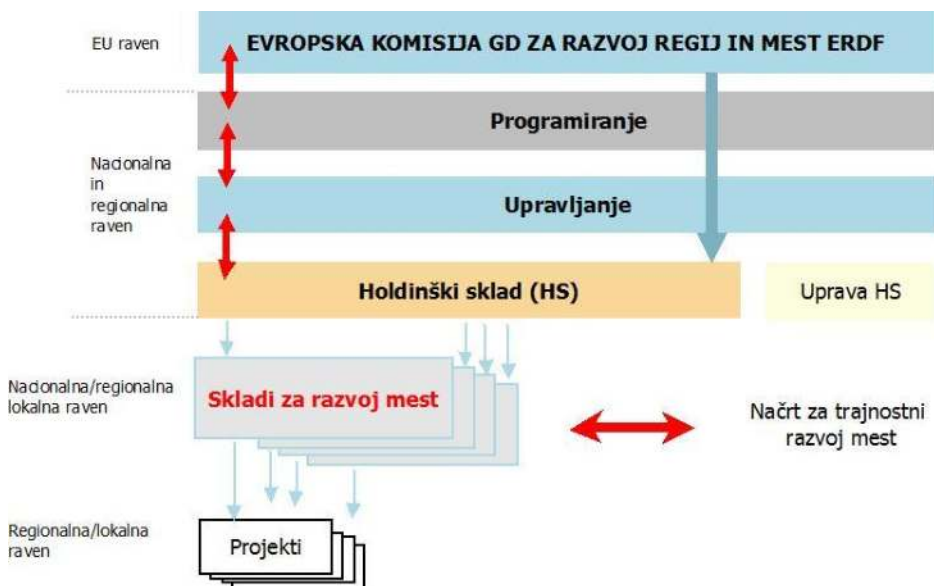 EU raven
EVROPSKA KOMISIJA GD ZA RAZVOJ REGIJ IN MEST ERDF
Programiranje
Nacionalna
in
regionalna
raven
Upravljanje
Holdinški sklad (HS)
Uprava HS
Nacionalna/regionalna
lokalna raven
Skladi za razvoj mest
Načrt za trajnostni
razvoj mest
Regionalna/lokalna
raven
Projekti